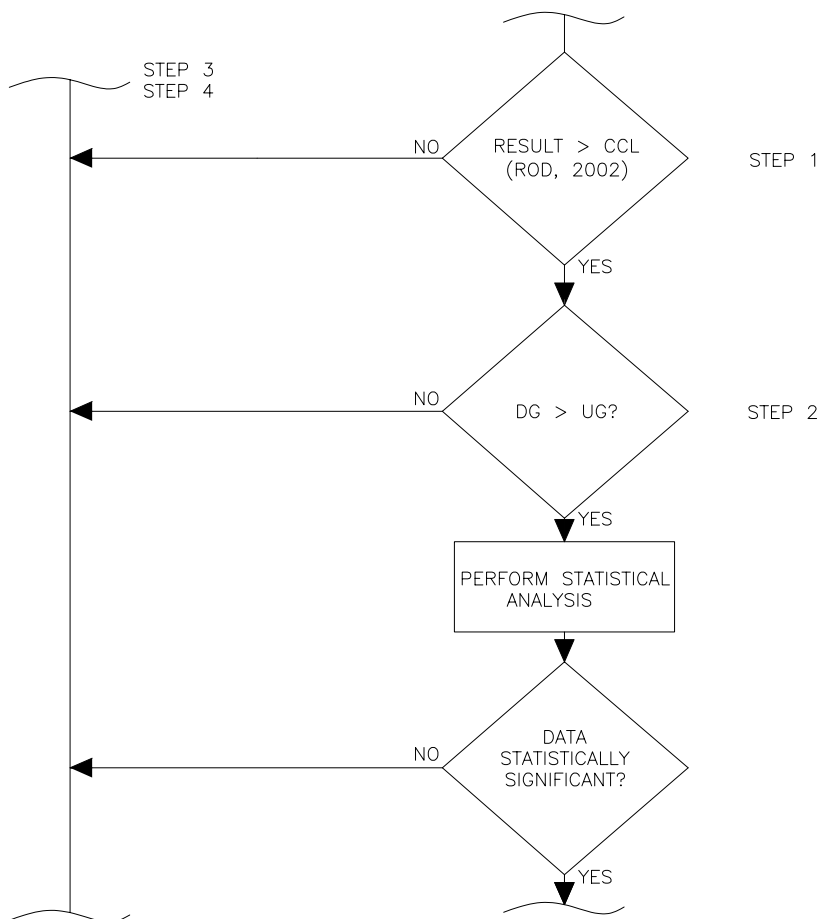 STEP 3
STEP 4
NO
RESULT > CCL
(ROD, 2002)
STEP 1
YES
NO
DG > UG?
STEP 2
YES
PERFORM STATISTICAL
ANALYSIS
NO
DATA
STATISTICALLY
SIGNIFICANT?
YES